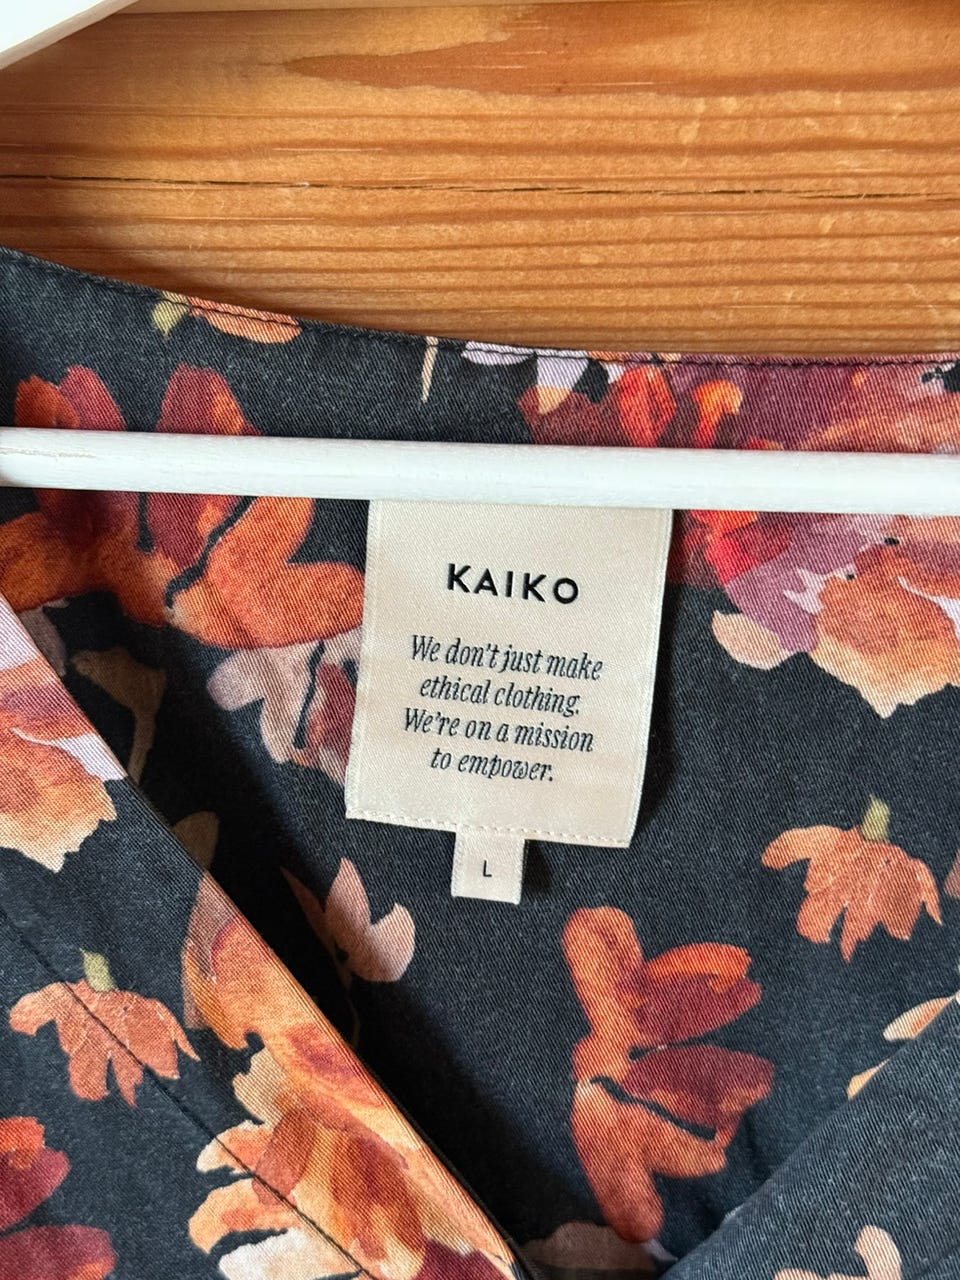 KAIKO
We don't just make
ethical clothing.
We're on a mission
to empower.
L